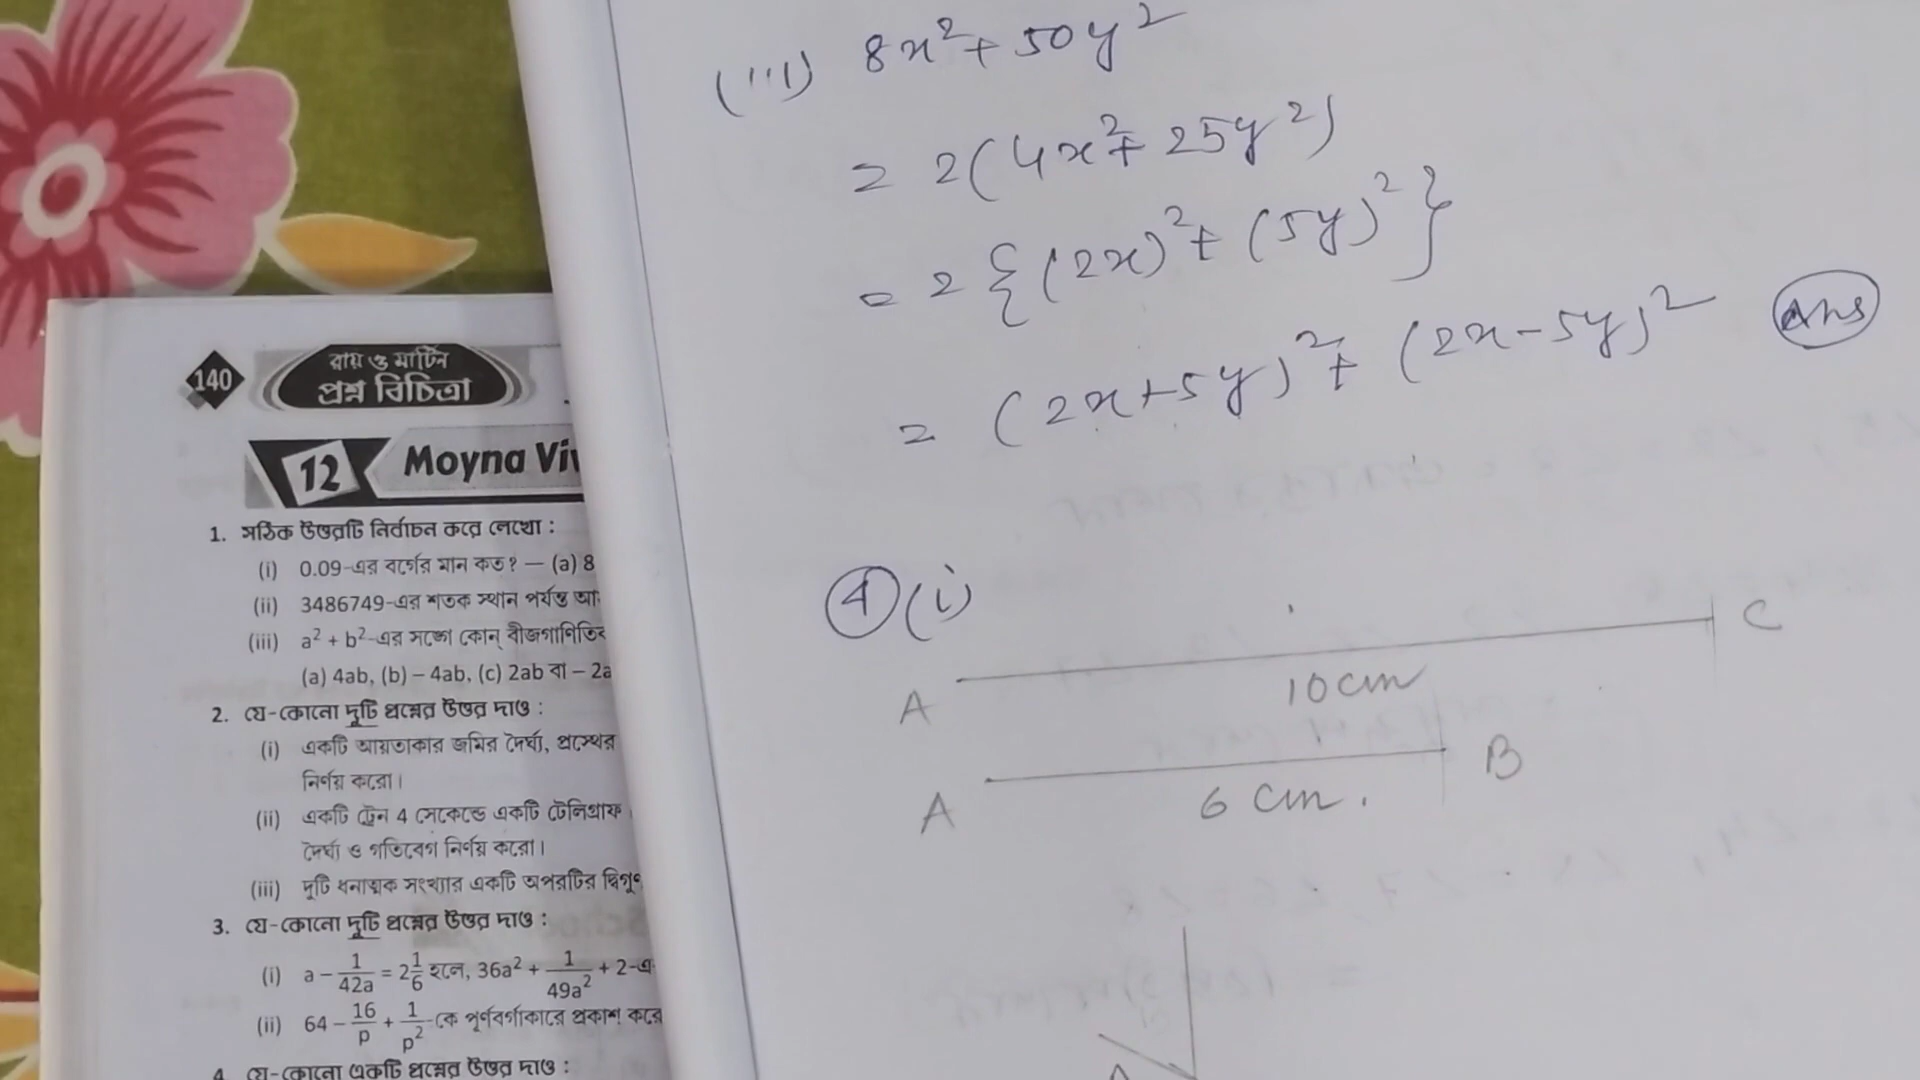 (iii) 8x² + 50y²
= 2(4x² + 25y²)
= 2{(2x)² + (5y)²}
= (2x+5y)² + (2x-5y)² Ans
4 (i)
A C
10cm
A B
6 cm.
140 রায় ও মার্টিন
প্রশ্ন বিচিত্রা
12 Moyna Viv
1. সঠিক উত্তরটি নির্বাচন করে লেখো :
(i) 0.09-এর বর্গের মান কত? — (a) 8
(ii) 3486749-এর শতক স্থান পর্যন্ত আ
(iii) a² + b²-এর সঙ্গে কোন্ বীজগাণিতি
(a) 4ab, (b) – 4ab, (c) 2ab বা – 2a
2. যে-কোনো দুটি প্রশ্নের উত্তর দাও :
(i) একটি আয়তাকার জমির দৈর্ঘ্য, প্রস্থের
নির্ণয় করো।
(ii) একটি ট্রেন 4 সেকেন্ডে একটি টেলিগ্রাফ
দৈর্ঘ্য ও গতিবেগ নির্ণয় করো।
(iii) দুটি ধনাত্মক সংখ্যার একটি অপরটির দ্বিগুণ
3. যে-কোনো দুটি প্রশ্নের উত্তর দাও :
(i) a – 1/42a = 2 1/6 হলে, 36a² + 1/49a² + 2-এ
(ii) 64 – 16/p + 1/p²-কে পূর্ণবর্গাকারে প্রকাশ করে
4. যে-কোনো একটি প্রশ্নের উত্তর দাও :